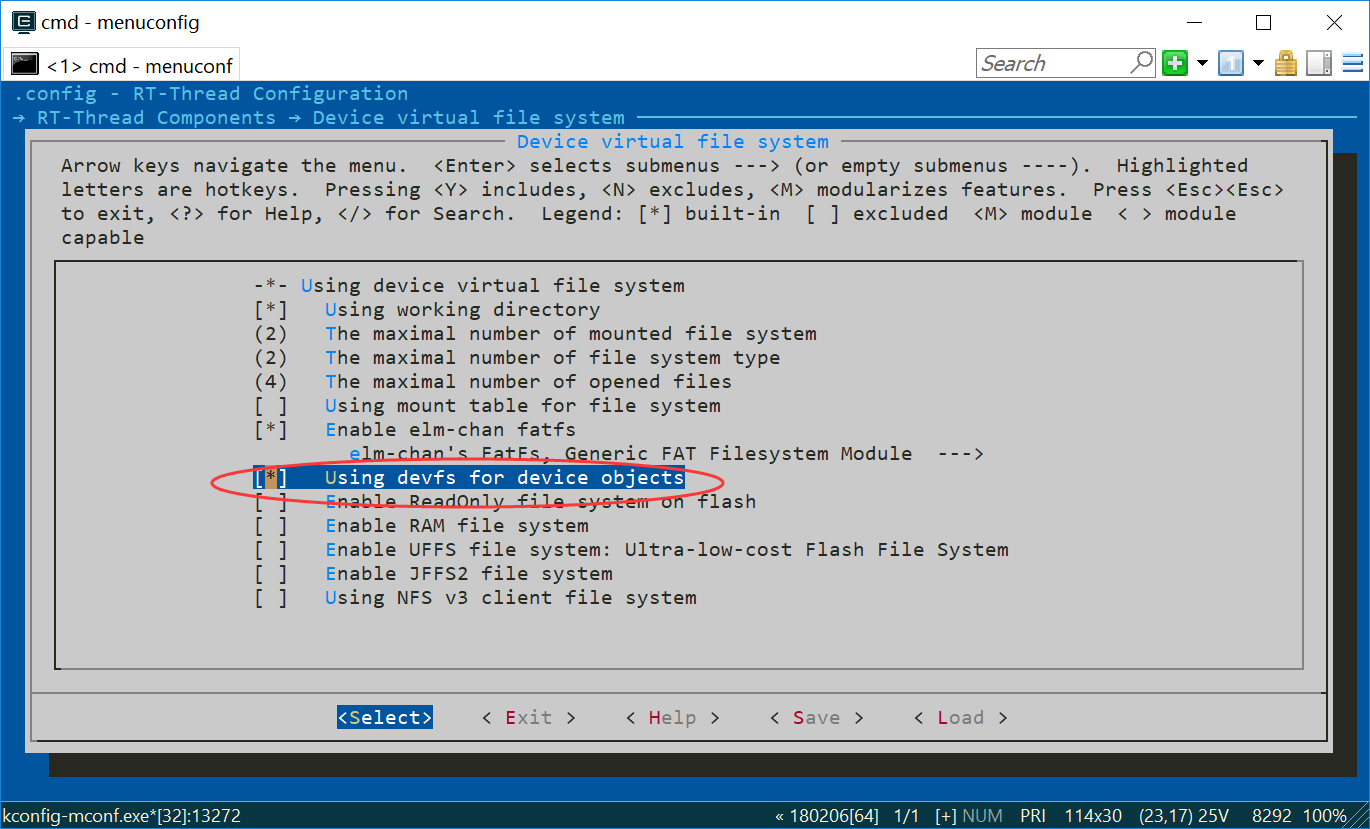 cmd - menuconfig
<1> cmd - menuconf
Search
.config - RT-Thread Configuration
→ RT-Thread Components → Device virtual file system
Device virtual file system
Arrow keys navigate the menu.  <Enter> selects submenus ---> (or empty submenus ----).  Highlighted
letters are hotkeys.  Pressing <Y> includes, <N> excludes, <M> modularizes features.  Press <Esc><Esc>
to exit, <?> for Help, </> for Search.  Legend: [*] built-in  [ ] excluded  <M> module  < > module
capable
-*- Using device virtual file system
[*]   Using working directory
(2)   The maximal number of mounted file system
(2)   The maximal number of file system type
(4)   The maximal number of opened files
[ ]   Using mount table for file system
[*]   Enable elm-chan fatfs
elm-chan's FatFs, Generic FAT Filesystem Module  --->
[*]   Using devfs for device objects
[ ]   Enable ReadOnly file system on flash
[ ]   Enable RAM file system
[ ]   Enable UFFS file system: Ultra-low-cost Flash File System
[ ]   Enable JFFS2 file system
[ ]   Using NFS v3 client file system
<Select>    < Exit >    < Help >    < Save >    < Load >
kconfig-mconf.exe*[32]:13272 « 180206[64] 1/1 [+] NUM PRI 114x30 (23,17) 25V 8292 100%